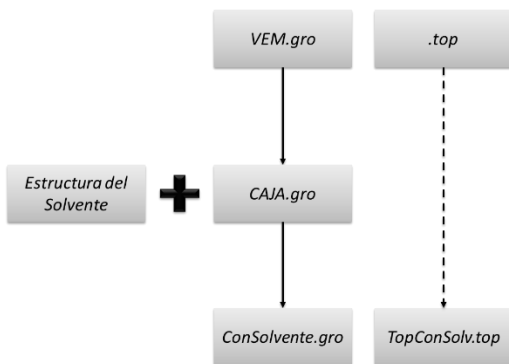 VEM.gro
.top
Estructura del
Solvente
CAJA.gro
ConSolvente.gro
TopConSolv.top